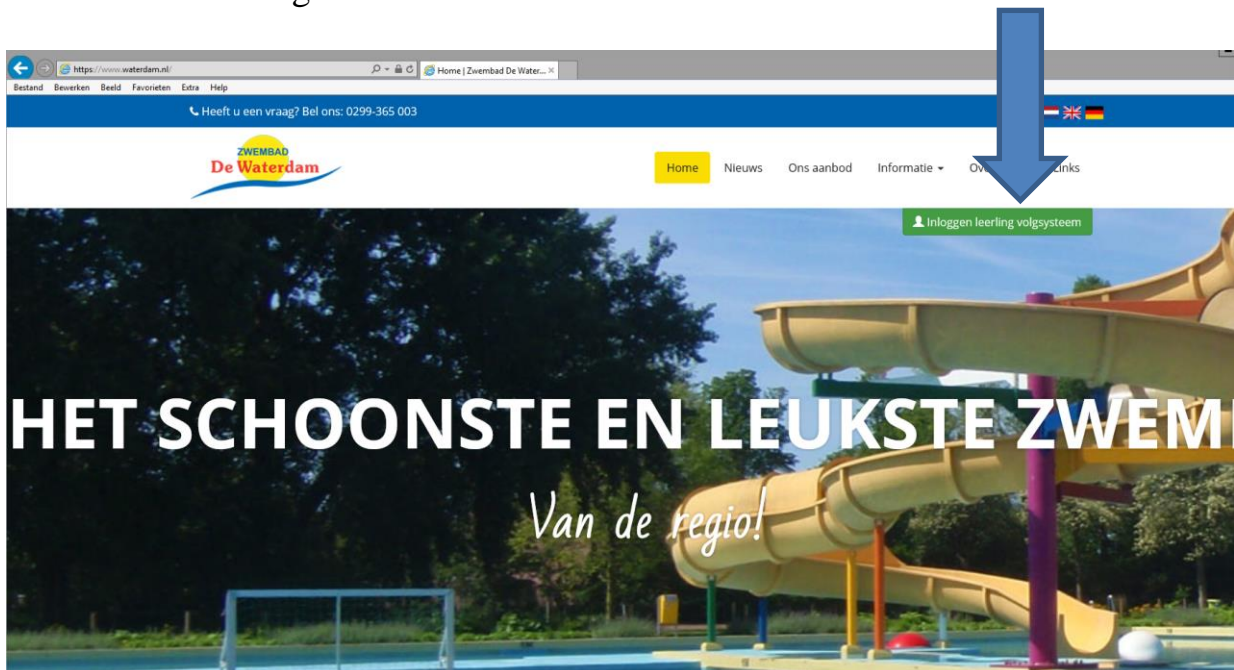 https://www.waterdam.nl/
Home | Zwembad De Water...
Bestand Bewerken Beeld Favorieten Extra Help
Heeft u een vraag? Bel ons: 0299-365 003
ZWEMBAD
De Waterdam
Home Nieuws Ons aanbod Informatie
Inloggen leerling volgsysteem
HET SCHOONSTE EN LEUKSTE ZWEM
Van de regio!